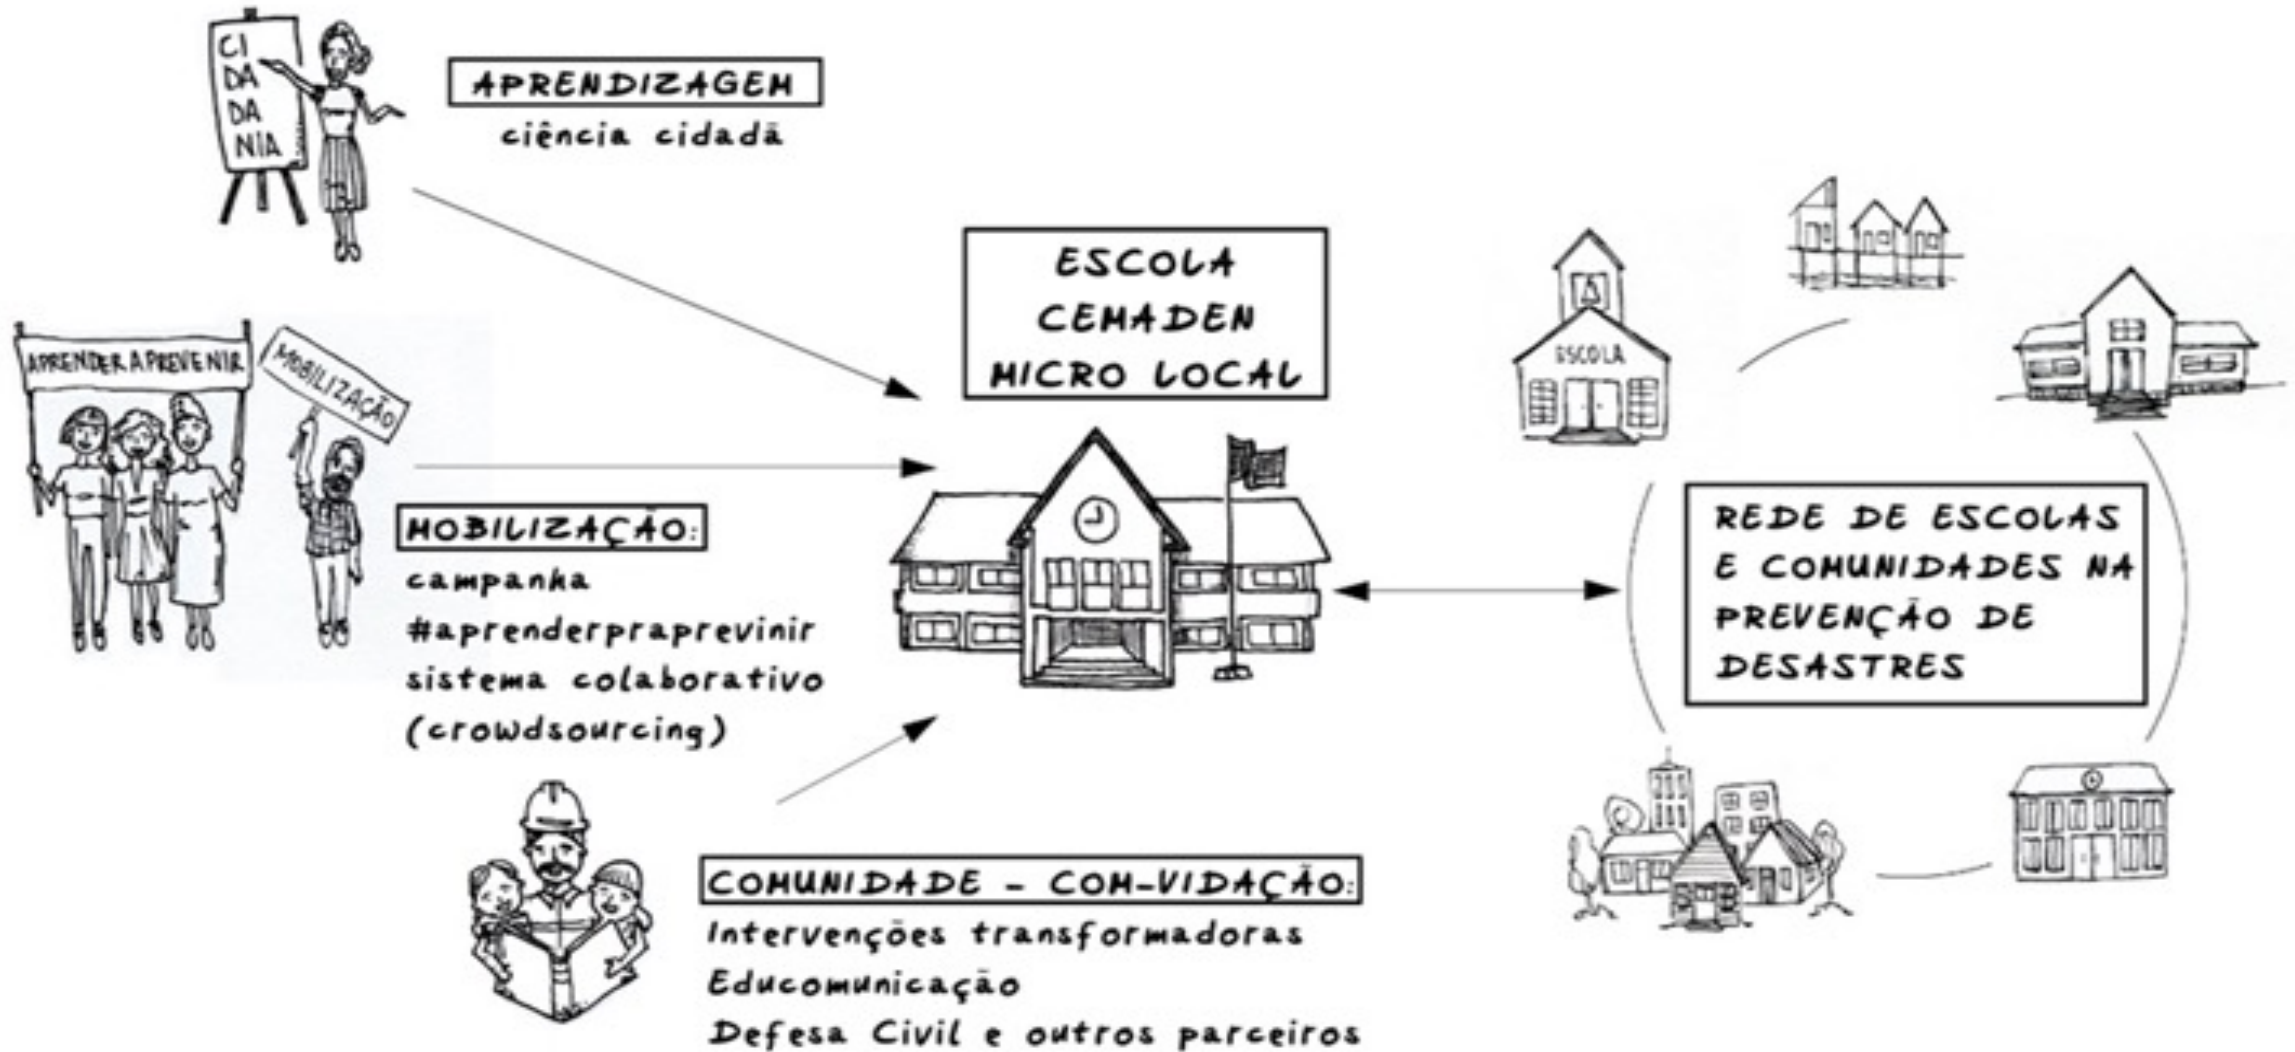 CI
DA
DA
NIA
APRENDIZAGEM
ciência cidadã
APRENDER A PREVENIR
MOBILIZAÇÃO
MOBILIZAÇÃO:
campanha
#aprenderpraprevinir
sistema colaborativo
(crowdsourcing)
COMUNIDADE - COM-VIDAÇÃO:
Intervenções transformadoras
Educomunicação
Defesa Civil e outros parceiros
ESCOLA
CEMADEN
MICRO LOCAL
ESCOLA
REDE DE ESCOLAS
E COMUNIDADES NA
PREVENÇÃO DE
DESASTRES